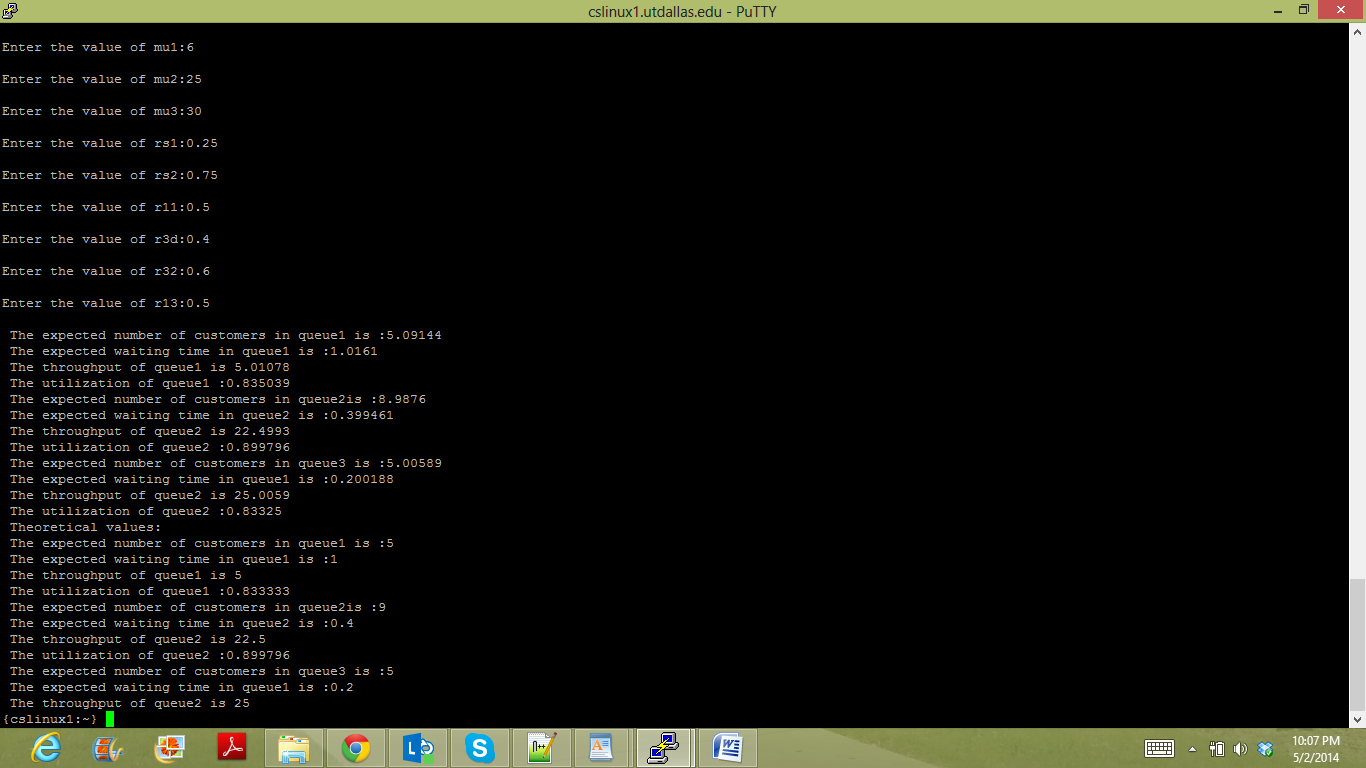 cslinux1.utdallas.edu - PuTTY
Enter the value of mu1:6
Enter the value of mu2:25
Enter the value of mu3:30
Enter the value of rs1:0.25
Enter the value of rs2:0.75
Enter the value of r11:0.5
Enter the value of r3d:0.4
Enter the value of r32:0.6
Enter the value of r13:0.5
The expected number of customers in queue1 is :5.09144
The expected waiting time in queue1 is :1.0161
The throughput of queue1 is 5.01078
The utilization of queue1 :0.835039
The expected number of customers in queue2is :8.9876
The expected waiting time in queue2 is :0.399461
The throughput of queue2 is 22.4993
The utilization of queue2 :0.899796
The expected number of customers in queue3 is :5.00589
The expected waiting time in queue1 is :0.200188
The throughput of queue2 is 25.0059
The utilization of queue2 :0.83325
Theoretical values:
The expected number of customers in queue1 is :5
The expected waiting time in queue1 is :1
The throughput of queue1 is 5
The utilization of queue1 :0.833333
The expected number of customers in queue2is :9
The expected waiting time in queue2 is :0.4
The throughput of queue2 is 22.5
The utilization of queue2 :0.899796
The expected number of customers in queue3 is :5
The expected waiting time in queue1 is :0.2
The throughput of queue2 is 25
{cslinux1:~}
10:07 PM
5/2/2014